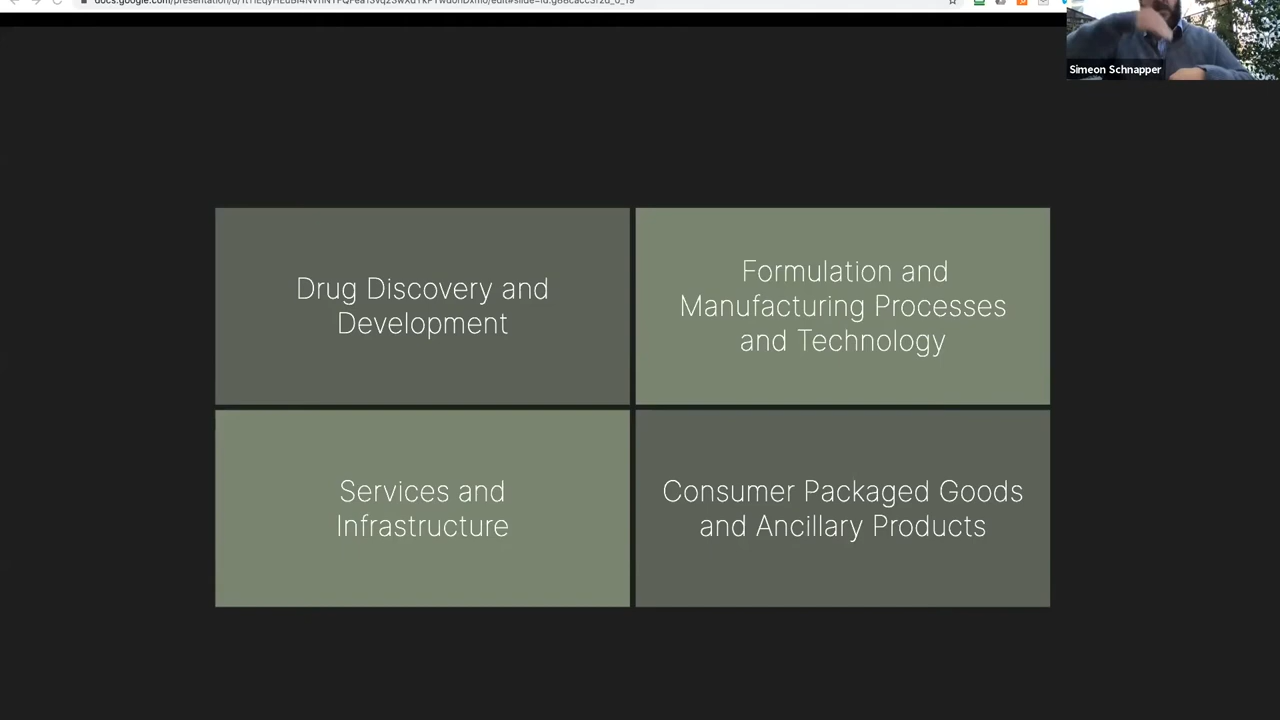 Simeon Schnapper
Drug Discovery and
Development
Formulation and
Manufacturing Processes
and Technology
Services and
Infrastructure
Consumer Packaged Goods
and Ancillary Products